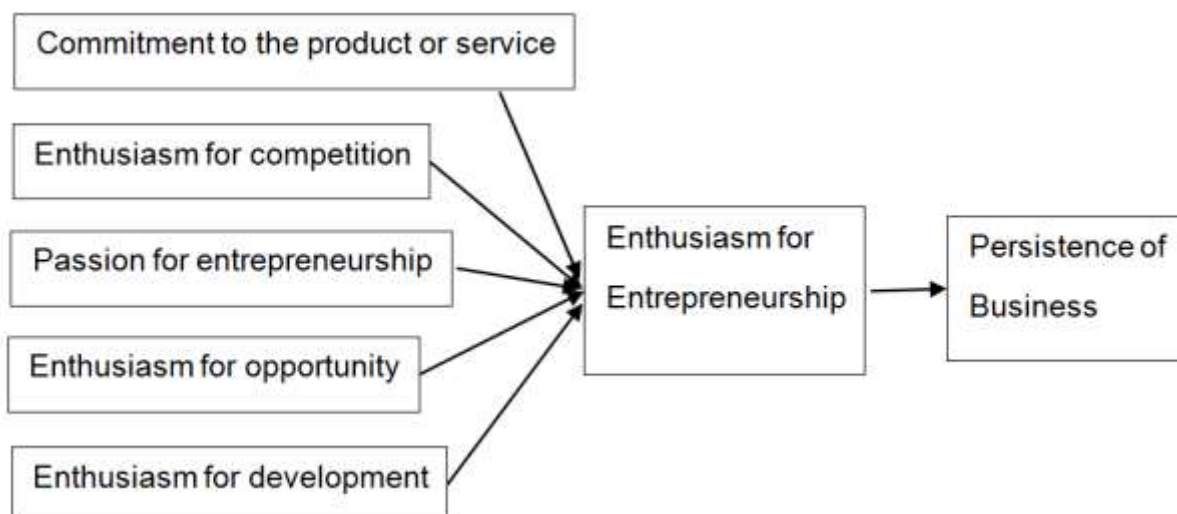 Commitment to the product or service
Enthusiasm for competition
Passion for entrepreneurship
Enthusiasm for opportunity
Enthusiasm for development
Enthusiasm for
Entrepreneurship
Persistence of
Business